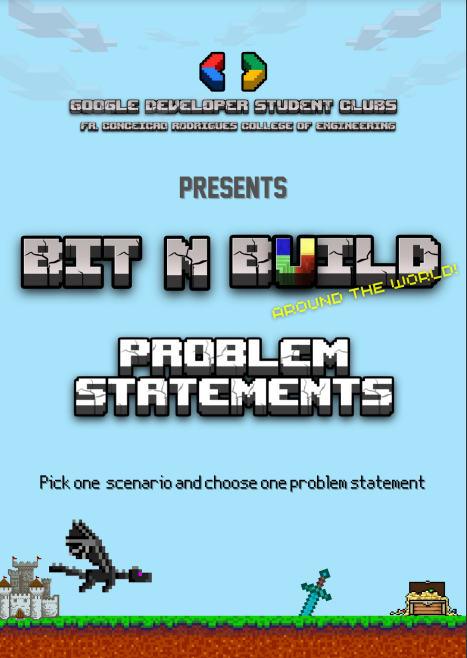 GOOGLE DEVELOPER STUDENT CLUBS
FR. CONCEICAO RODRIGUES COLLEGE OF ENGINEERING
PRESENTS
BIT N BUILD
AROUND THE WORLD!
PROBLEM
STATEMENTS
Pick one scenario and choose one problem statement